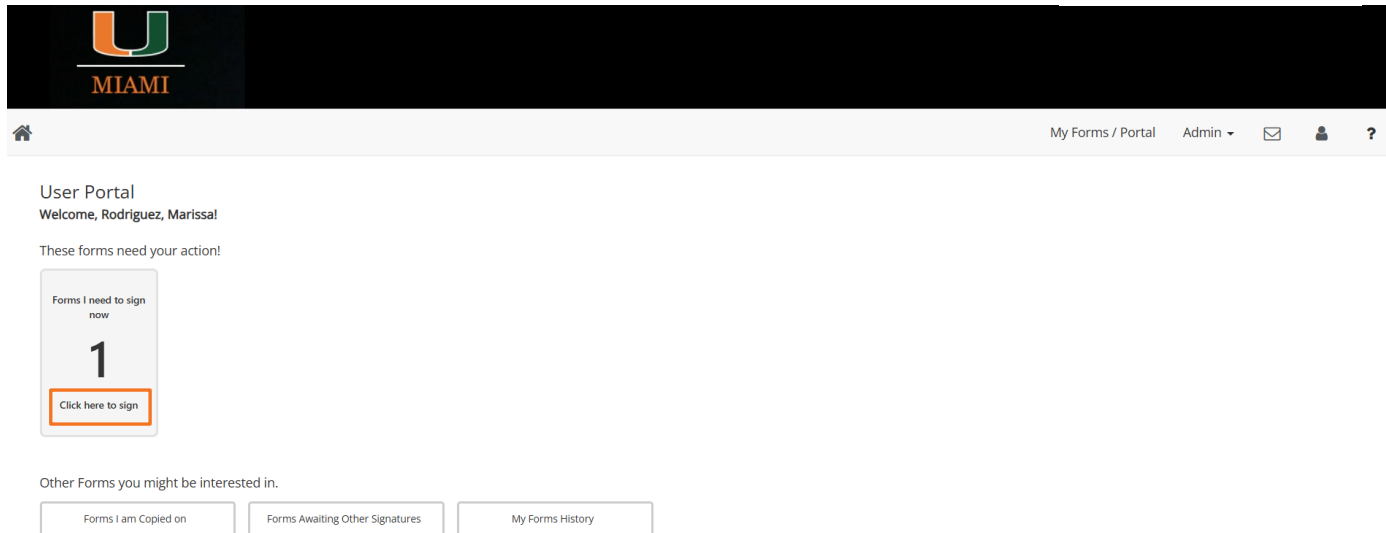 MIAMI
My Forms / Portal Admin ?
User Portal
Welcome, Rodriguez, Marissa!
These forms need your action!
Forms I need to sign
now
1
Click here to sign
Other Forms you might be interested in.
Forms I am Copied on Forms Awaiting Other Signatures My Forms History